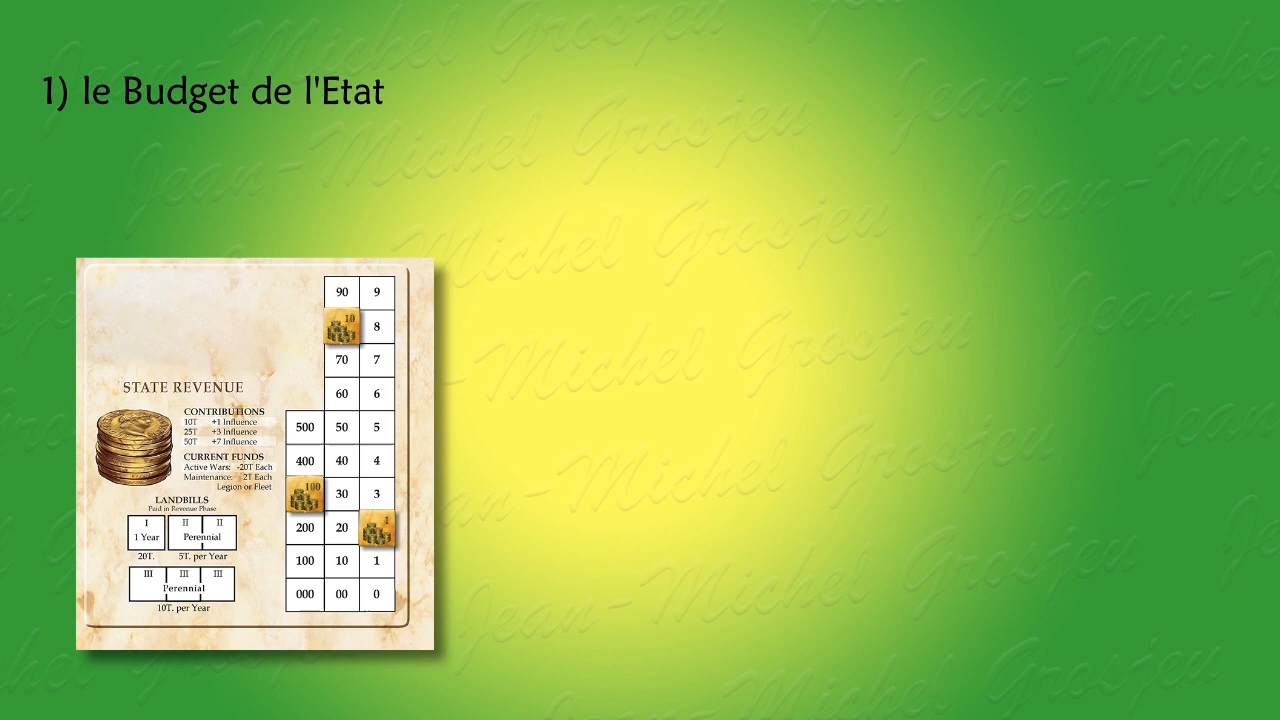 1) le Budget de l'Etat
Jean-Michel Grosjeu
90 9
10 8
70 7
60 6
500 50 5
400 40 4
100 30 3
200 20 1
100 10 1
000 00 0
STATE REVENUE
CONTRIBUTIONS
10T +1 Influence
25T +3 Influence
50T +7 Influence
CURRENT FUNDS
Active Wars: -20T Each
Maintenance: 2T Each
Legion or Fleet
LANDBILLS
Paid in Revenue Phase
I II II
1 Year Perennial
20T. 5T. per Year
III III III
Perennial
10T. per Year